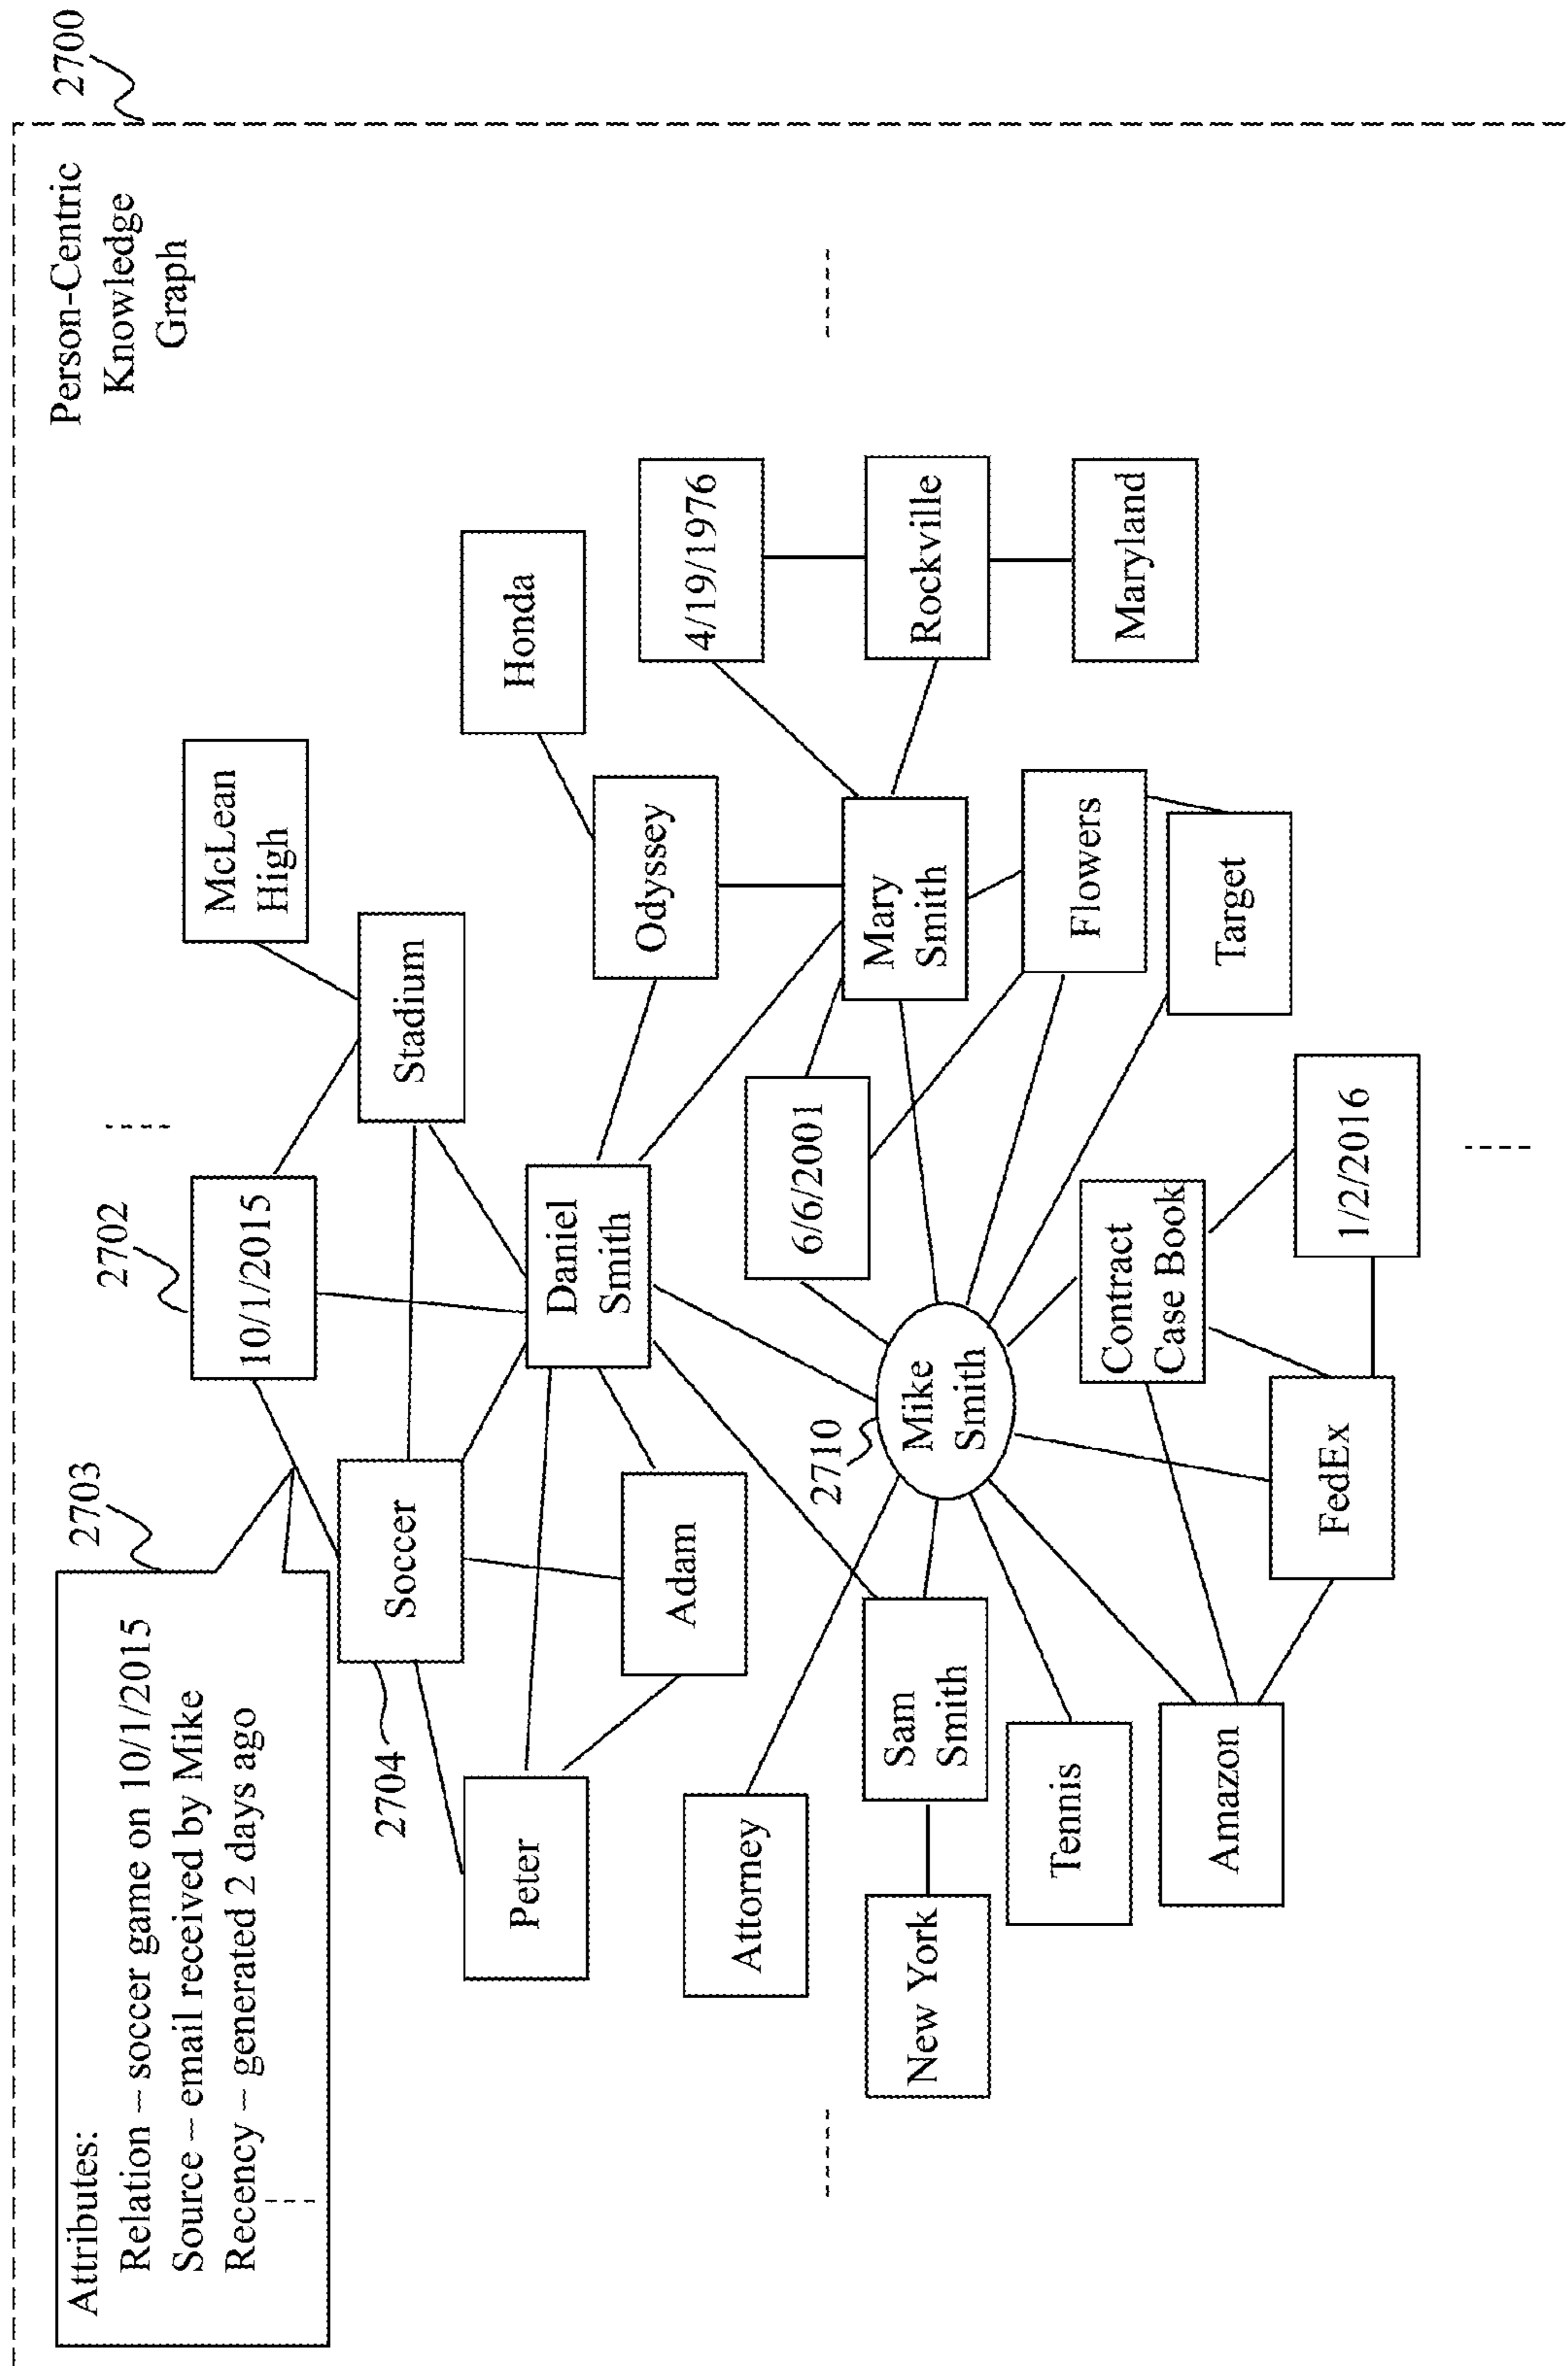 2700
Person-Centric
Knowledge
Graph
Attributes:
Relation – soccer game on 10/1/2015
Source – email received by Mike
Recency – generated 2 days ago
2703
2702
10/1/2015
McLean
High
Stadium
Soccer
2704
Honda
Peter
Daniel
Smith
Odyssey
Adam
4/19/1976
Attorney
6/6/2001
2710
Mike
Smith
Mary
Smith
Rockville
New York
Sam
Smith
Tennis
Flowers
Maryland
Contract
Case Book
Amazon
Target
FedEx
1/2/2016